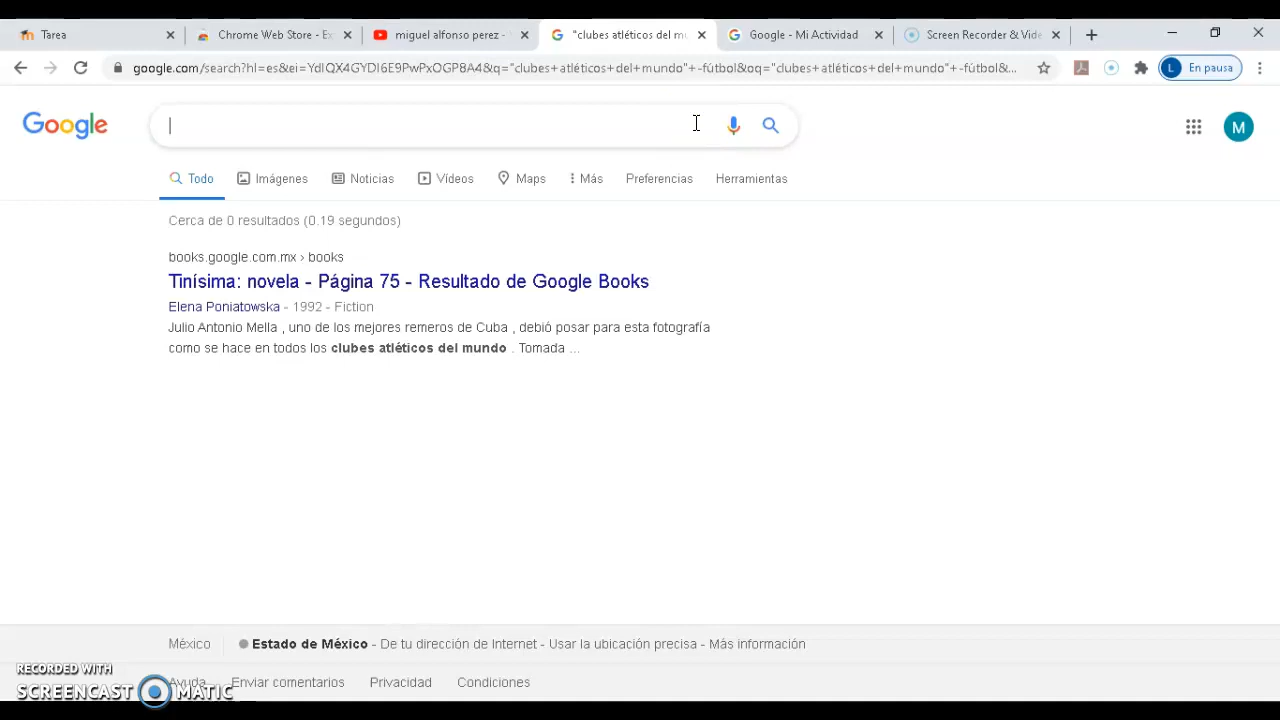 Tarea
Chrome Web Store - Ex
miguel alfonso perez -
"clubes atléticos del mu
Google - Mi Actividad
Screen Recorder & Vide
google.com/search?hl=es&ei=YdIQX4GYDI6E9PwPxOGP8A4&q="clubes+atléticos+del+mundo"+-fútbol&oq="clubes+atléticos+del+mundo"+-fútbol&...
L En pausa
Google
M
Todo Imágenes Noticias Vídeos Maps Más Preferencias Herramientas
Cerca de 0 resultados (0.19 segundos)
books.google.com.mx › books
Tinísima: novela - Página 75 - Resultado de Google Books
Elena Poniatowska - 1992 - Fiction
Julio Antonio Mella , uno de los mejores remeros de Cuba , debió posar para esta fotografía
como se hace en todos los clubes atléticos del mundo . Tomada ...
México Estado de México - De tu dirección de Internet - Usar la ubicación precisa - Más información
RECORDED WITH
Ayuda Enviar comentarios Privacidad Condiciones
SCREENCAST MATIC